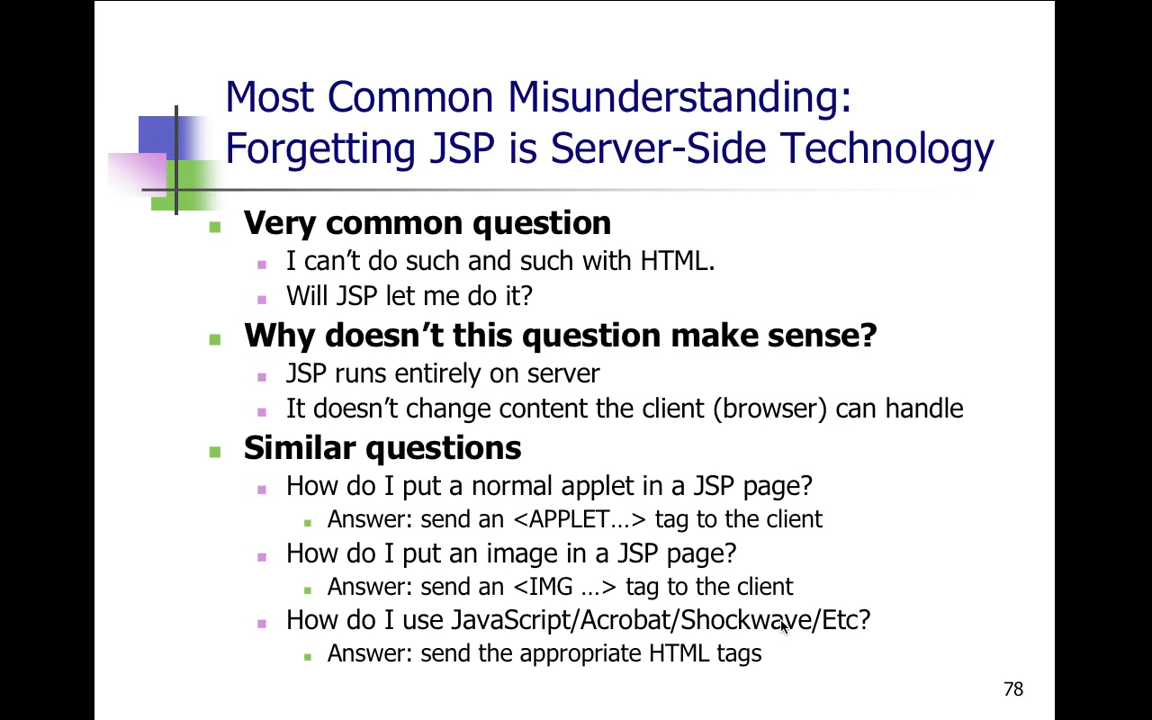 Most Common Misunderstanding:
Forgetting JSP is Server-Side Technology
Very common question
I can’t do such and such with HTML.
Will JSP let me do it?
Why doesn’t this question make sense?
JSP runs entirely on server
It doesn’t change content the client (browser) can handle
Similar questions
How do I put a normal applet in a JSP page?
Answer: send an <APPLET…> tag to the client
How do I put an image in a JSP page?
Answer: send an <IMG …> tag to the client
How do I use JavaScript/Acrobat/Shockwave/Etc?
Answer: send the appropriate HTML tags
78